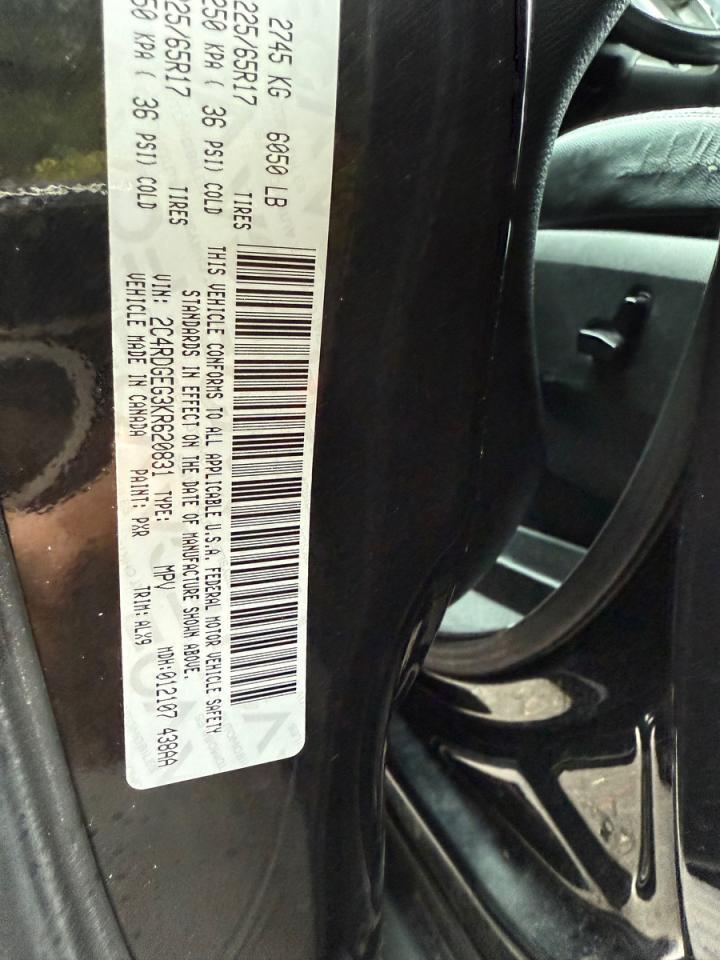 2745 KG 6050 LB
225/65R17 TIRES
250 KPA ( 36 PSI) COLD
25/65R17 TIRES
50 KPA ( 36 PSI) COLD
THIS VEHICLE CONFORMS TO ALL APPLICABLE U.S.A. FEDERAL MOTOR VEHICLE SAFETY
STANDARDS IN EFFECT ON THE DATE OF MANUFACTURE SHOWN ABOVE.
VIN: 2C4RDGEG3KR620831 TYPE: MPV MDH:012107 438AA
VEHICLE MADE IN CANADA PAINT: PXR TRIM: ALX9